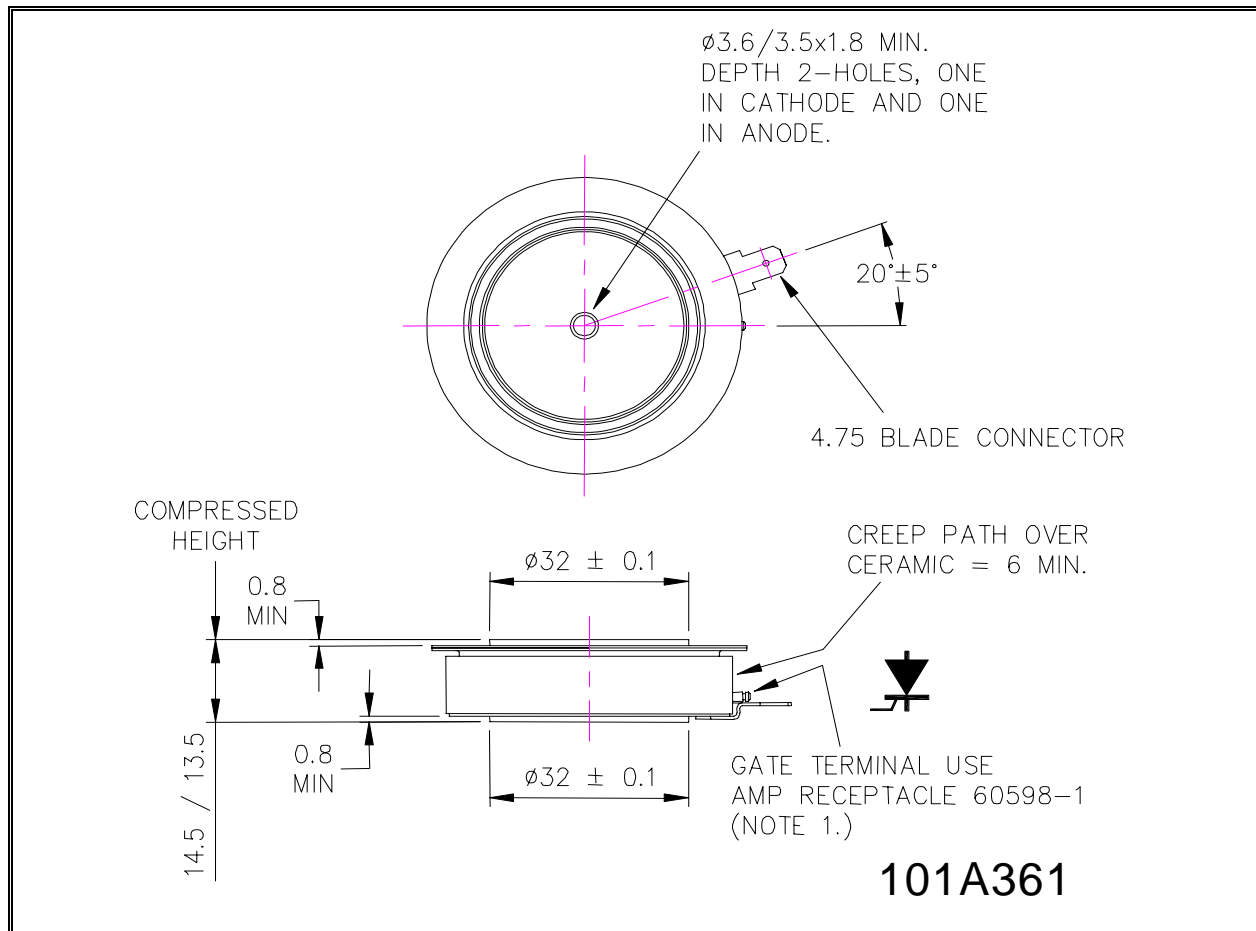 ø3.6/3.5x1.8 MIN.
DEPTH 2-HOLES, ONE
IN CATHODE AND ONE
IN ANODE.
20°±5°
4.75 BLADE CONNECTOR
COMPRESSED
HEIGHT
CREEP PATH OVER
CERAMIC = 6 MIN.
ø32 ± 0.1
0.8
MIN
14.5 / 13.5
0.8
MIN
ø32 ± 0.1
GATE TERMINAL USE
AMP RECEPTACLE 60598-1
(NOTE 1.)
101A361